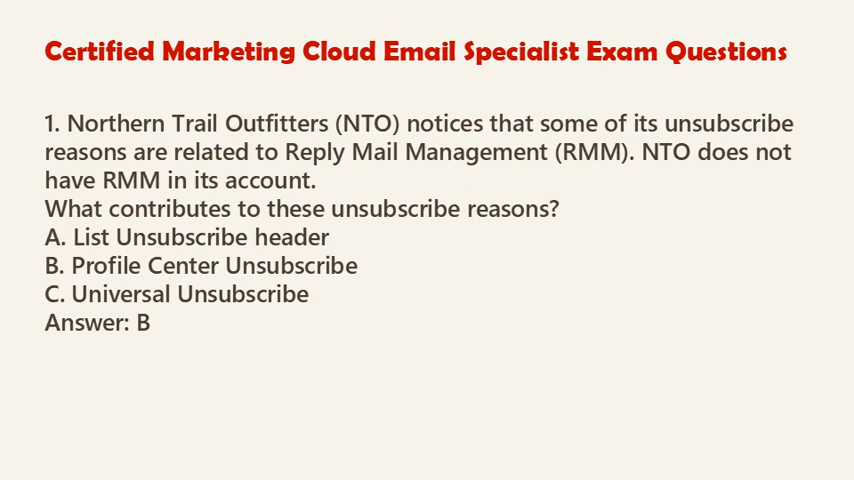 Certified Marketing Cloud Email Specialist Exam Questions
1. Northern Trail Outfitters (NTO) notices that some of its unsubscribe
reasons are related to Reply Mail Management (RMM). NTO does not
have RMM in its account.
What contributes to these unsubscribe reasons?
A. List Unsubscribe header
B. Profile Center Unsubscribe
C. Universal Unsubscribe
Answer: B